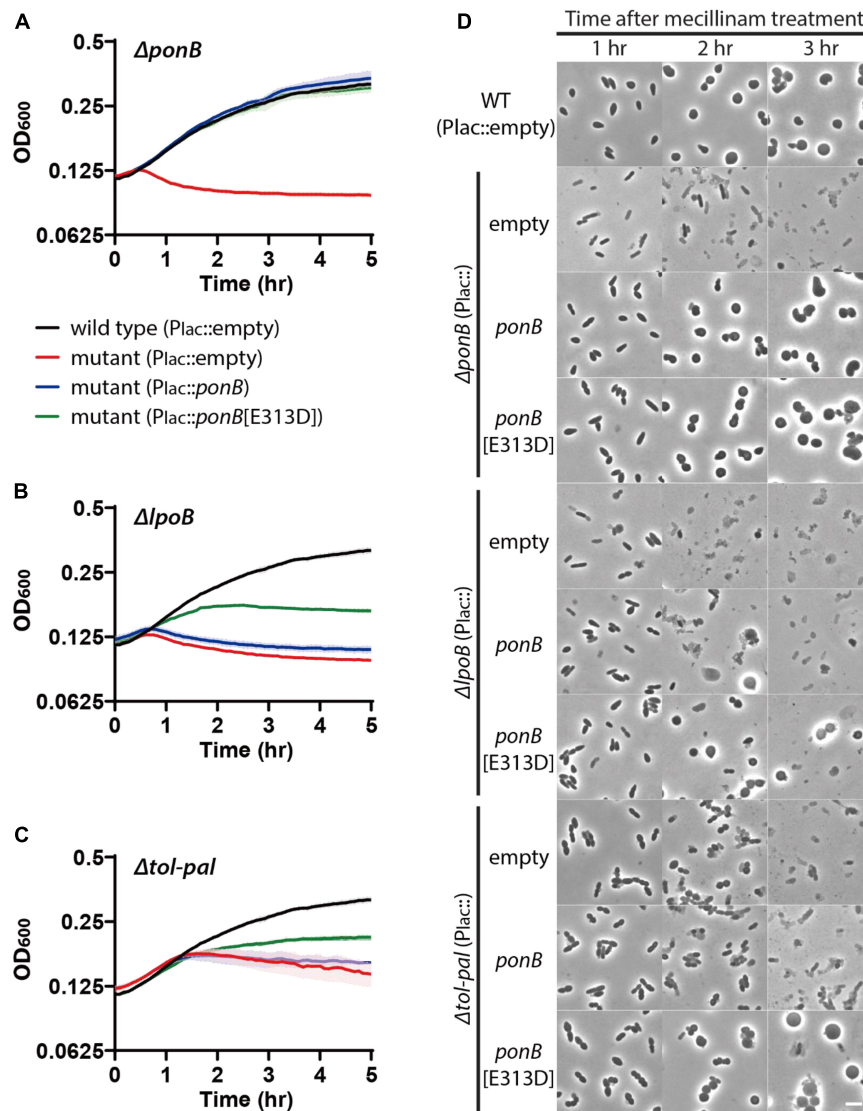 A
ΔponB
0.5
0.25
0.125
0.0625
OD600
0 1 2 3 4 5
Time (hr)
wild type (Plac::empty)
mutant (Plac::empty)
mutant (Plac::ponB)
mutant (Plac::ponB[E313D])
B
ΔlpoB
0.5
0.25
0.125
0.0625
OD600
0 1 2 3 4 5
Time (hr)
C
Δtol-pal
0.5
0.25
0.125
0.0625
OD600
0 1 2 3 4 5
Time (hr)
D
Time after mecillinam treatment
1 hr 2 hr 3 hr
WT
(Plac::empty)
ΔponB (Plac::)
empty
ponB
ponB
[E313D]
ΔlpoB (Plac::)
empty
ponB
ponB
[E313D]
Δtol-pal (Plac::)
empty
ponB
ponB
[E313D]